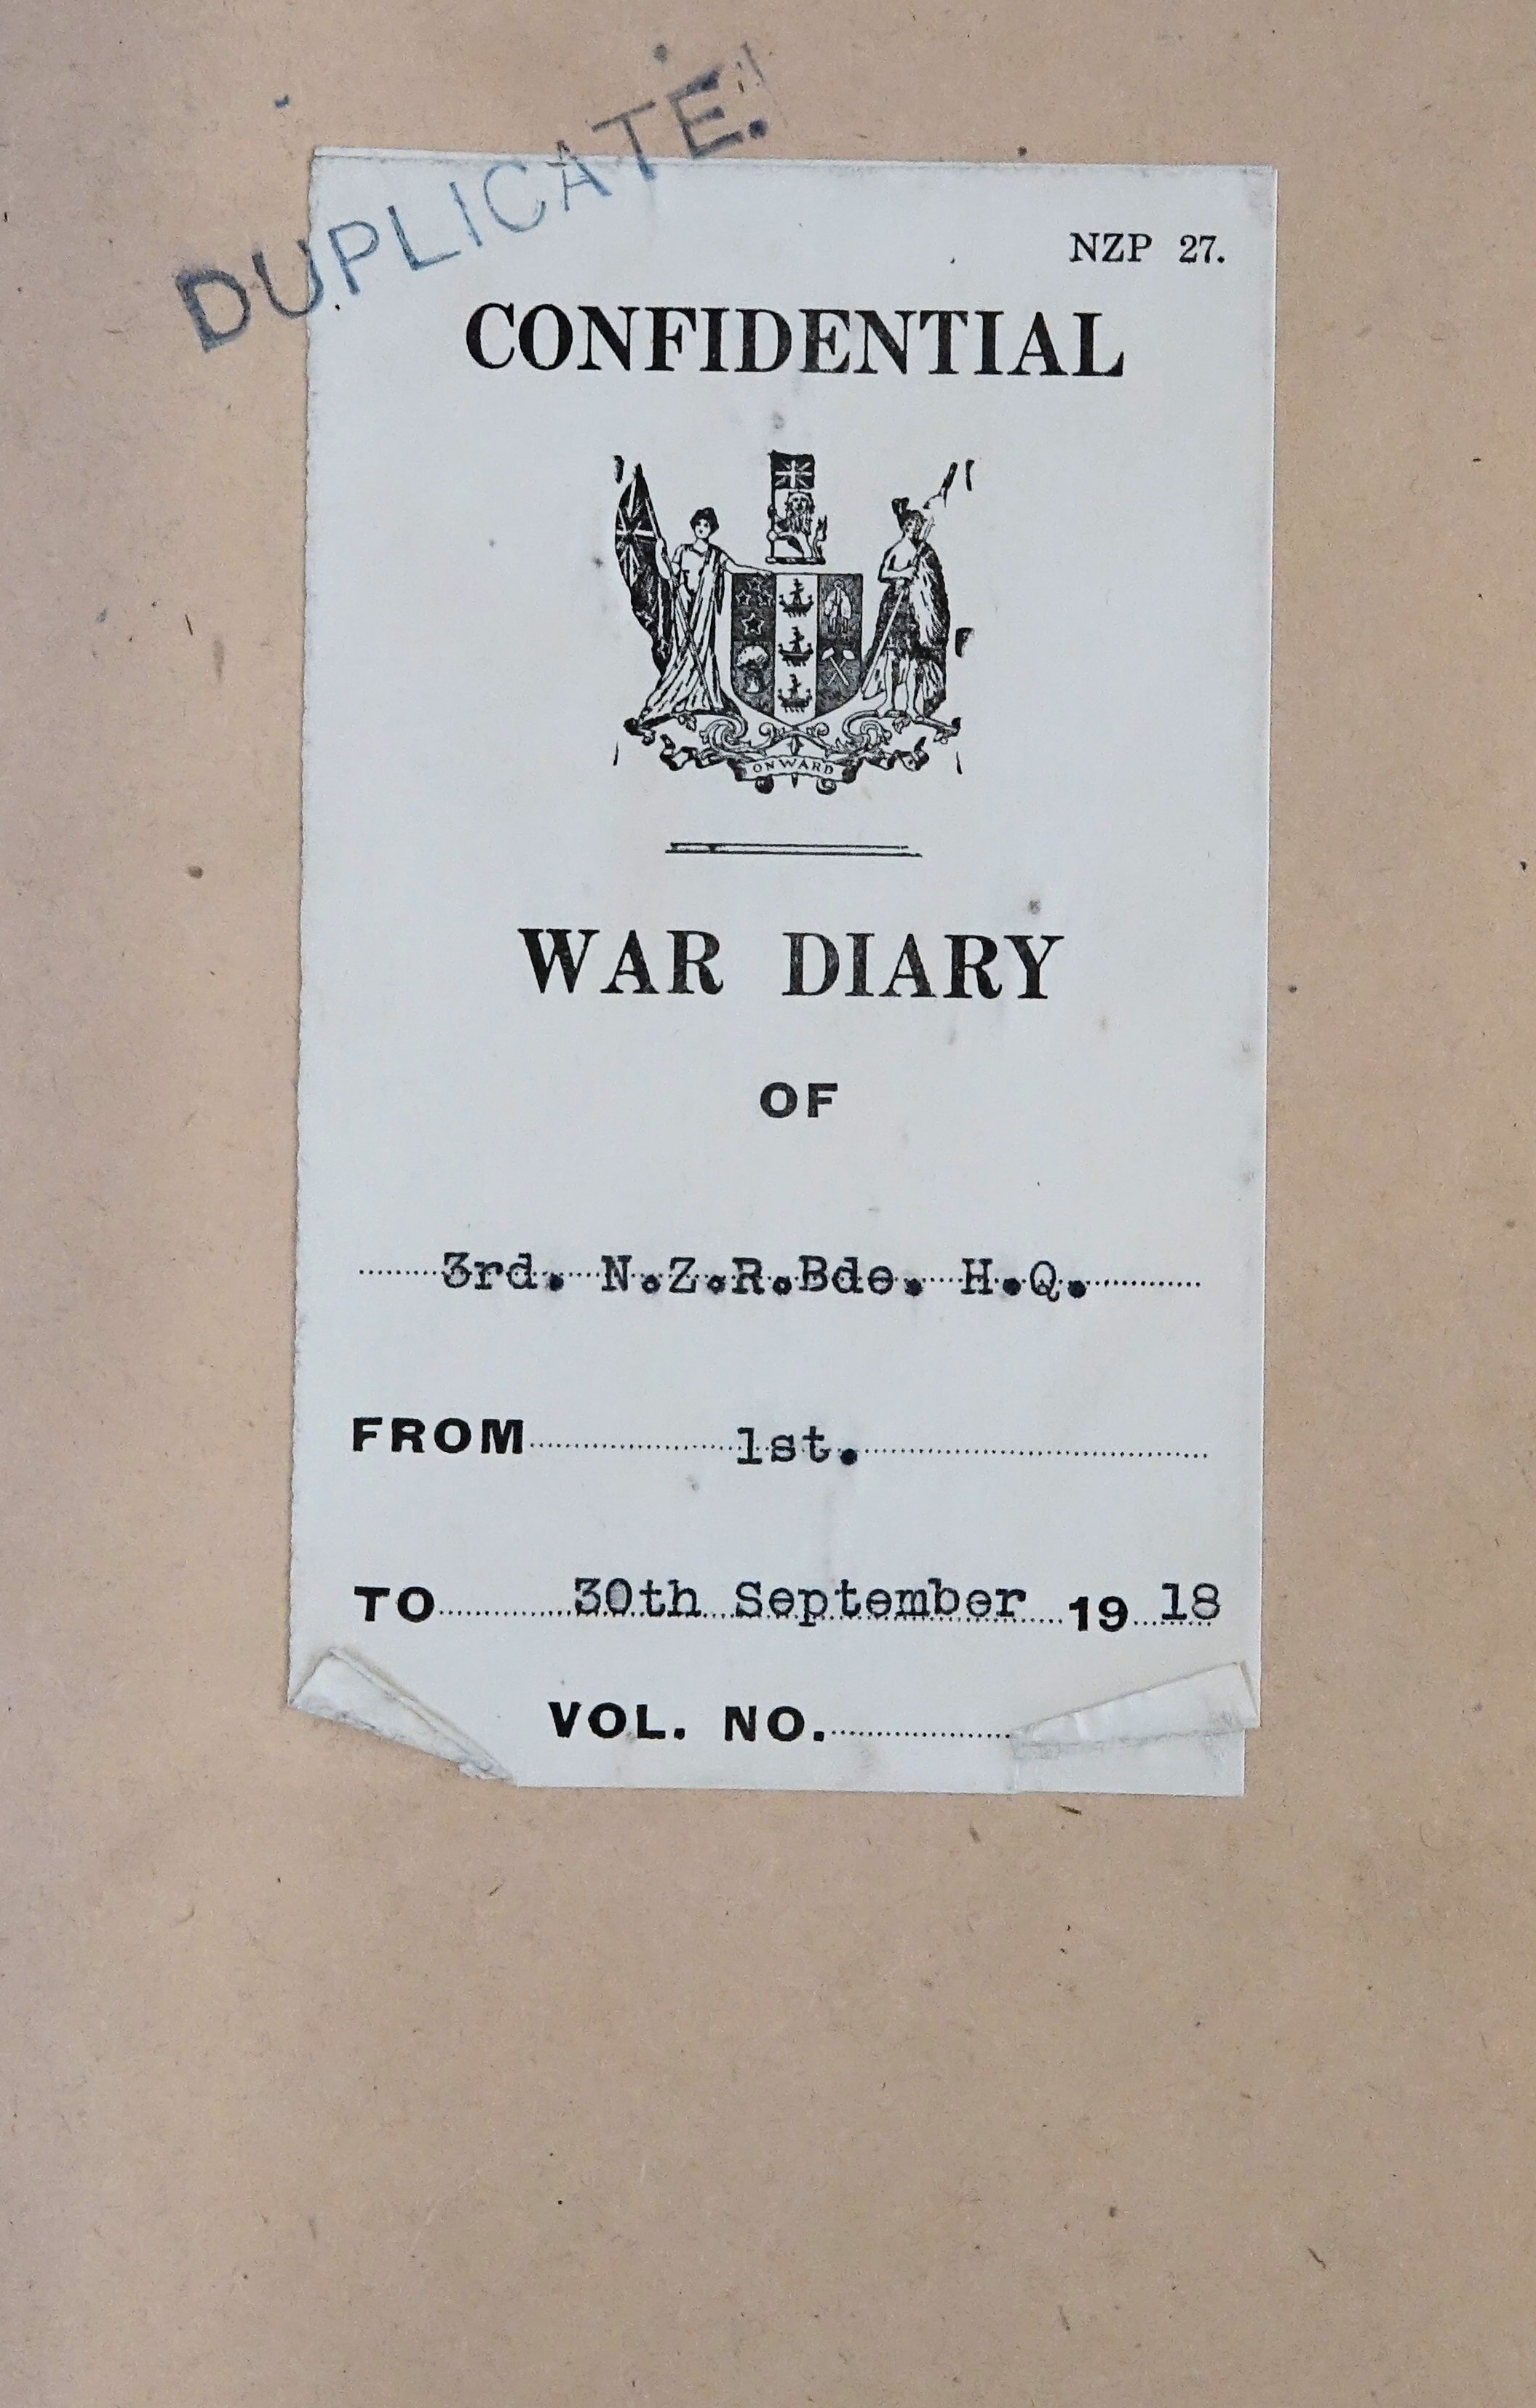 DUPLICATE.
NZP 27.
CONFIDENTIAL
ONWARD
WAR DIARY
OF
3rd. N.Z.R.Bde. H.Q.
FROM 1st.
TO 30th September 19 18
VOL. NO.